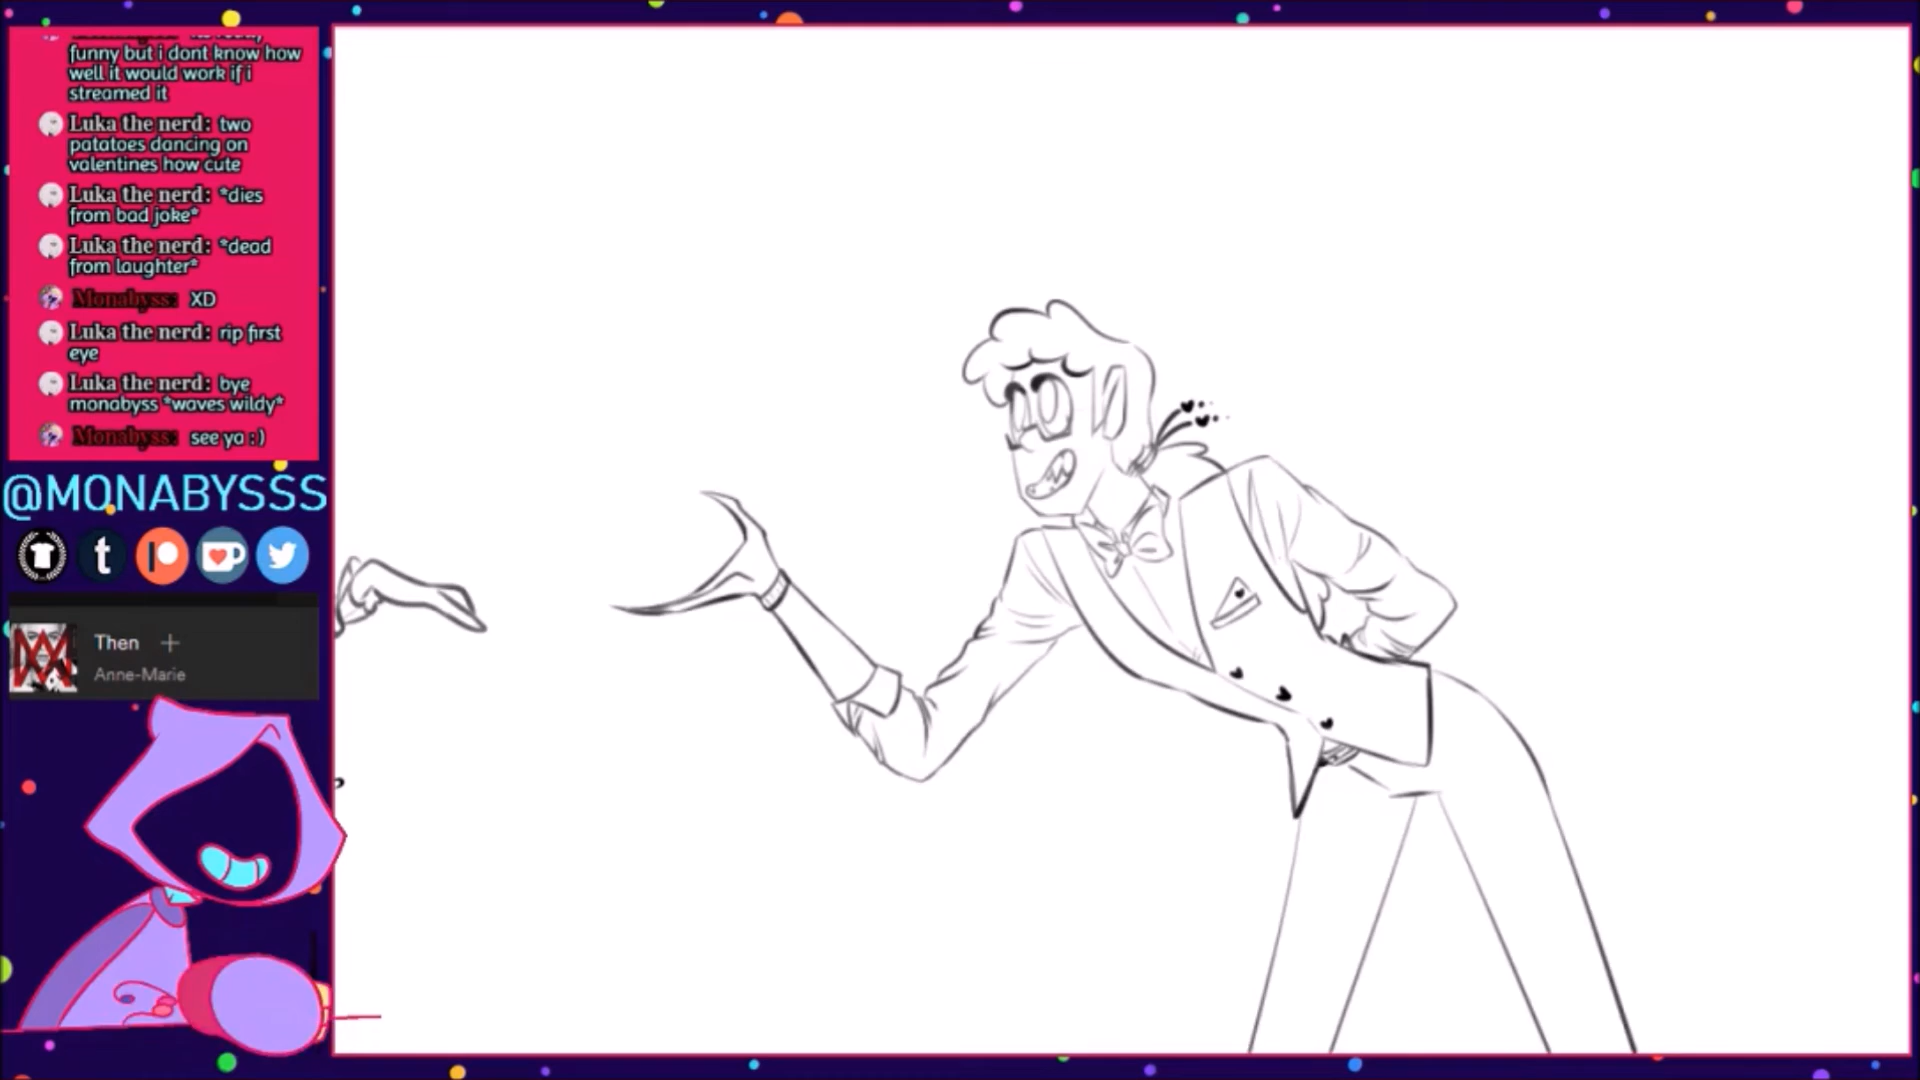 funny but i dont know how
well it would work if i
streamed it
Luka the nerd: two
patatoes dancing on
valentines how cute
Luka the nerd: *dies
from bad joke*
Luka the nerd: *dead
from laughter*
Monabyss: XD
Luka the nerd: rip first
eye
Luka the nerd: bye
monabyss *waves wildy*
Monabyss: see ya :)
@MONABYSSS
Then
Anne-Marie